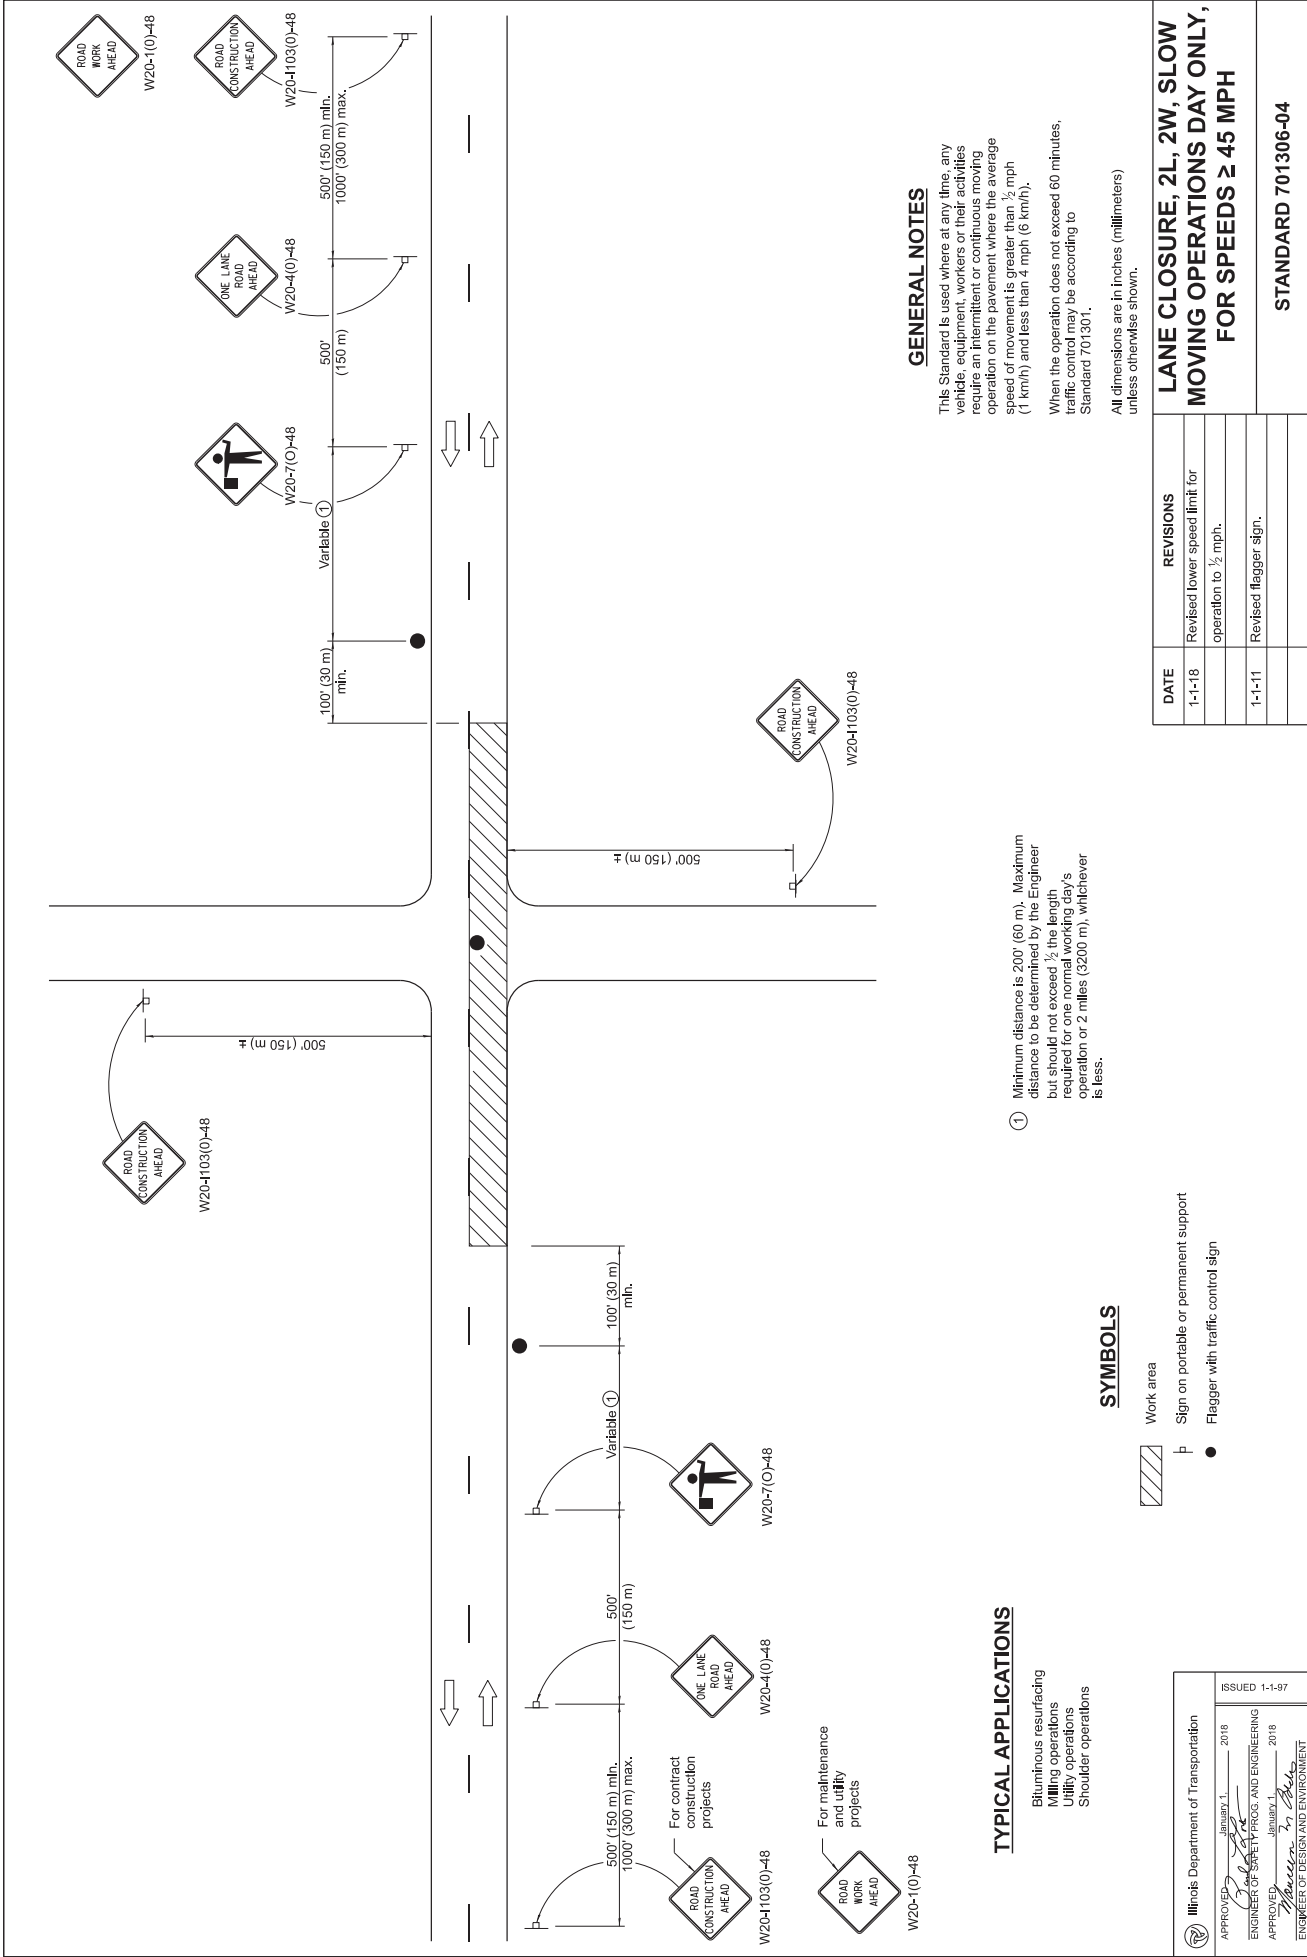 ROAD
WORK
AHEAD
W20-1(0)-48
ROAD
CONSTRUCTION
AHEAD
W20-I103(0)-48
500' (150 m) min.
1000' (300 m) max.
ONE LANE
ROAD
AHEAD
W20-4(0)-48
500'
(150 m)
W20-7(O)-48
Variable 1
100' (30 m)
min.
ROAD
CONSTRUCTION
AHEAD
W20-I103(0)-48
500' (150 m) ±
500' (150 m) ±
ROAD
CONSTRUCTION
AHEAD
W20-I103(0)-48
100' (30 m)
min.
Variable 1
W20-7(O)-48
500'
(150 m)
ONE LANE
ROAD
AHEAD
W20-4(0)-48
500' (150 m) min.
1000' (300 m) max.
For contract
construction
projects
ROAD
CONSTRUCTION
AHEAD
W20-I103(0)-48
For maintenance
and utility
projects
ROAD
WORK
AHEAD
W20-1(0)-48
TYPICAL APPLICATIONS
Bituminous resurfacing
Milling operations
Utility operations
Shoulder operations
SYMBOLS
Work area
Sign on portable or permanent support
Flagger with traffic control sign
1 Minimum distance is 200' (60 m). Maximum
distance to be determined by the Engineer
but should not exceed ½ the length
required for one normal working day's
operation or 2 miles (3200 m), whichever
is less.
GENERAL NOTES
This Standard is used where at any time, any
vehicle, equipment, workers or their activities
require an intermittent or continuous moving
operation on the pavement where the average
speed of movement is greater than ½ mph
(1 km/h) and less than 4 mph (6 km/h).
When the operation does not exceed 60 minutes,
traffic control may be according to
Standard 701301.
All dimensions are in inches (millimeters)
unless otherwise shown.
Illinois Department of Transportation
APPROVED January 1, 2018
ENGINEER OF SAFETY PROG. AND ENGINEERING
APPROVED January 1, 2018
ENGINEER OF DESIGN AND ENVIRONMENT
ISSUED 1-1-97
DATE REVISIONS
1-1-18 Revised lower speed limit for
operation to ½ mph.
1-1-11 Revised flagger sign.
LANE CLOSURE, 2L, 2W, SLOW
MOVING OPERATIONS DAY ONLY,
FOR SPEEDS ≥ 45 MPH
STANDARD 701306-04